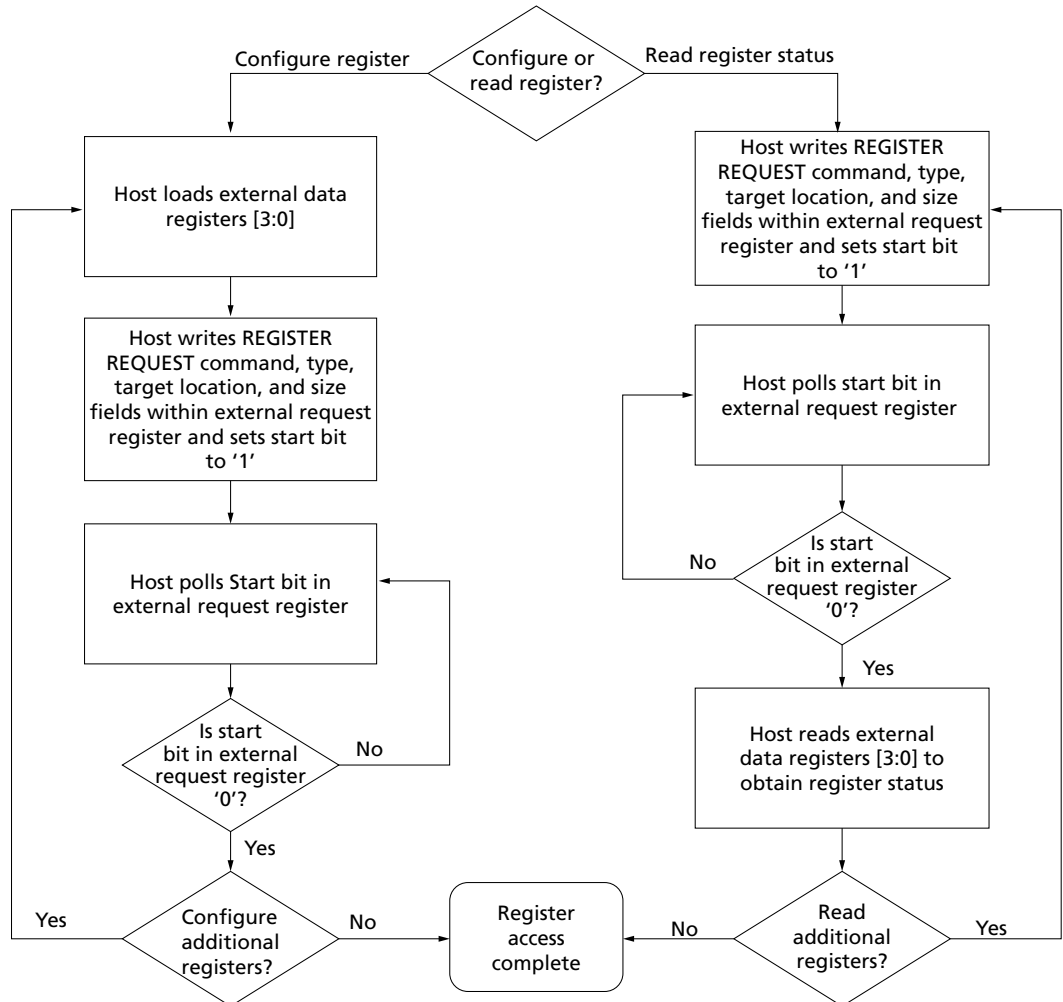 Configure or
read register?
Configure register
Read register status
Host loads external data
registers [3:0]
Host writes REGISTER
REQUEST command, type,
target location, and size
fields within external request
register and sets start bit
to ‘1’
Host polls Start bit in
external request register
Is start
bit in external
request register
‘0’?
No
Yes
Configure
additional
registers?
Yes
No
Host writes REGISTER
REQUEST command, type,
target location, and size
fields within external request
register and sets start bit
to ‘1’
Host polls start bit in
external request register
Is start
bit in external
request register
‘0’?
No
Yes
Host reads external
data registers [3:0] to
obtain register status
Read
additional
registers?
No
Yes
Register
access
complete